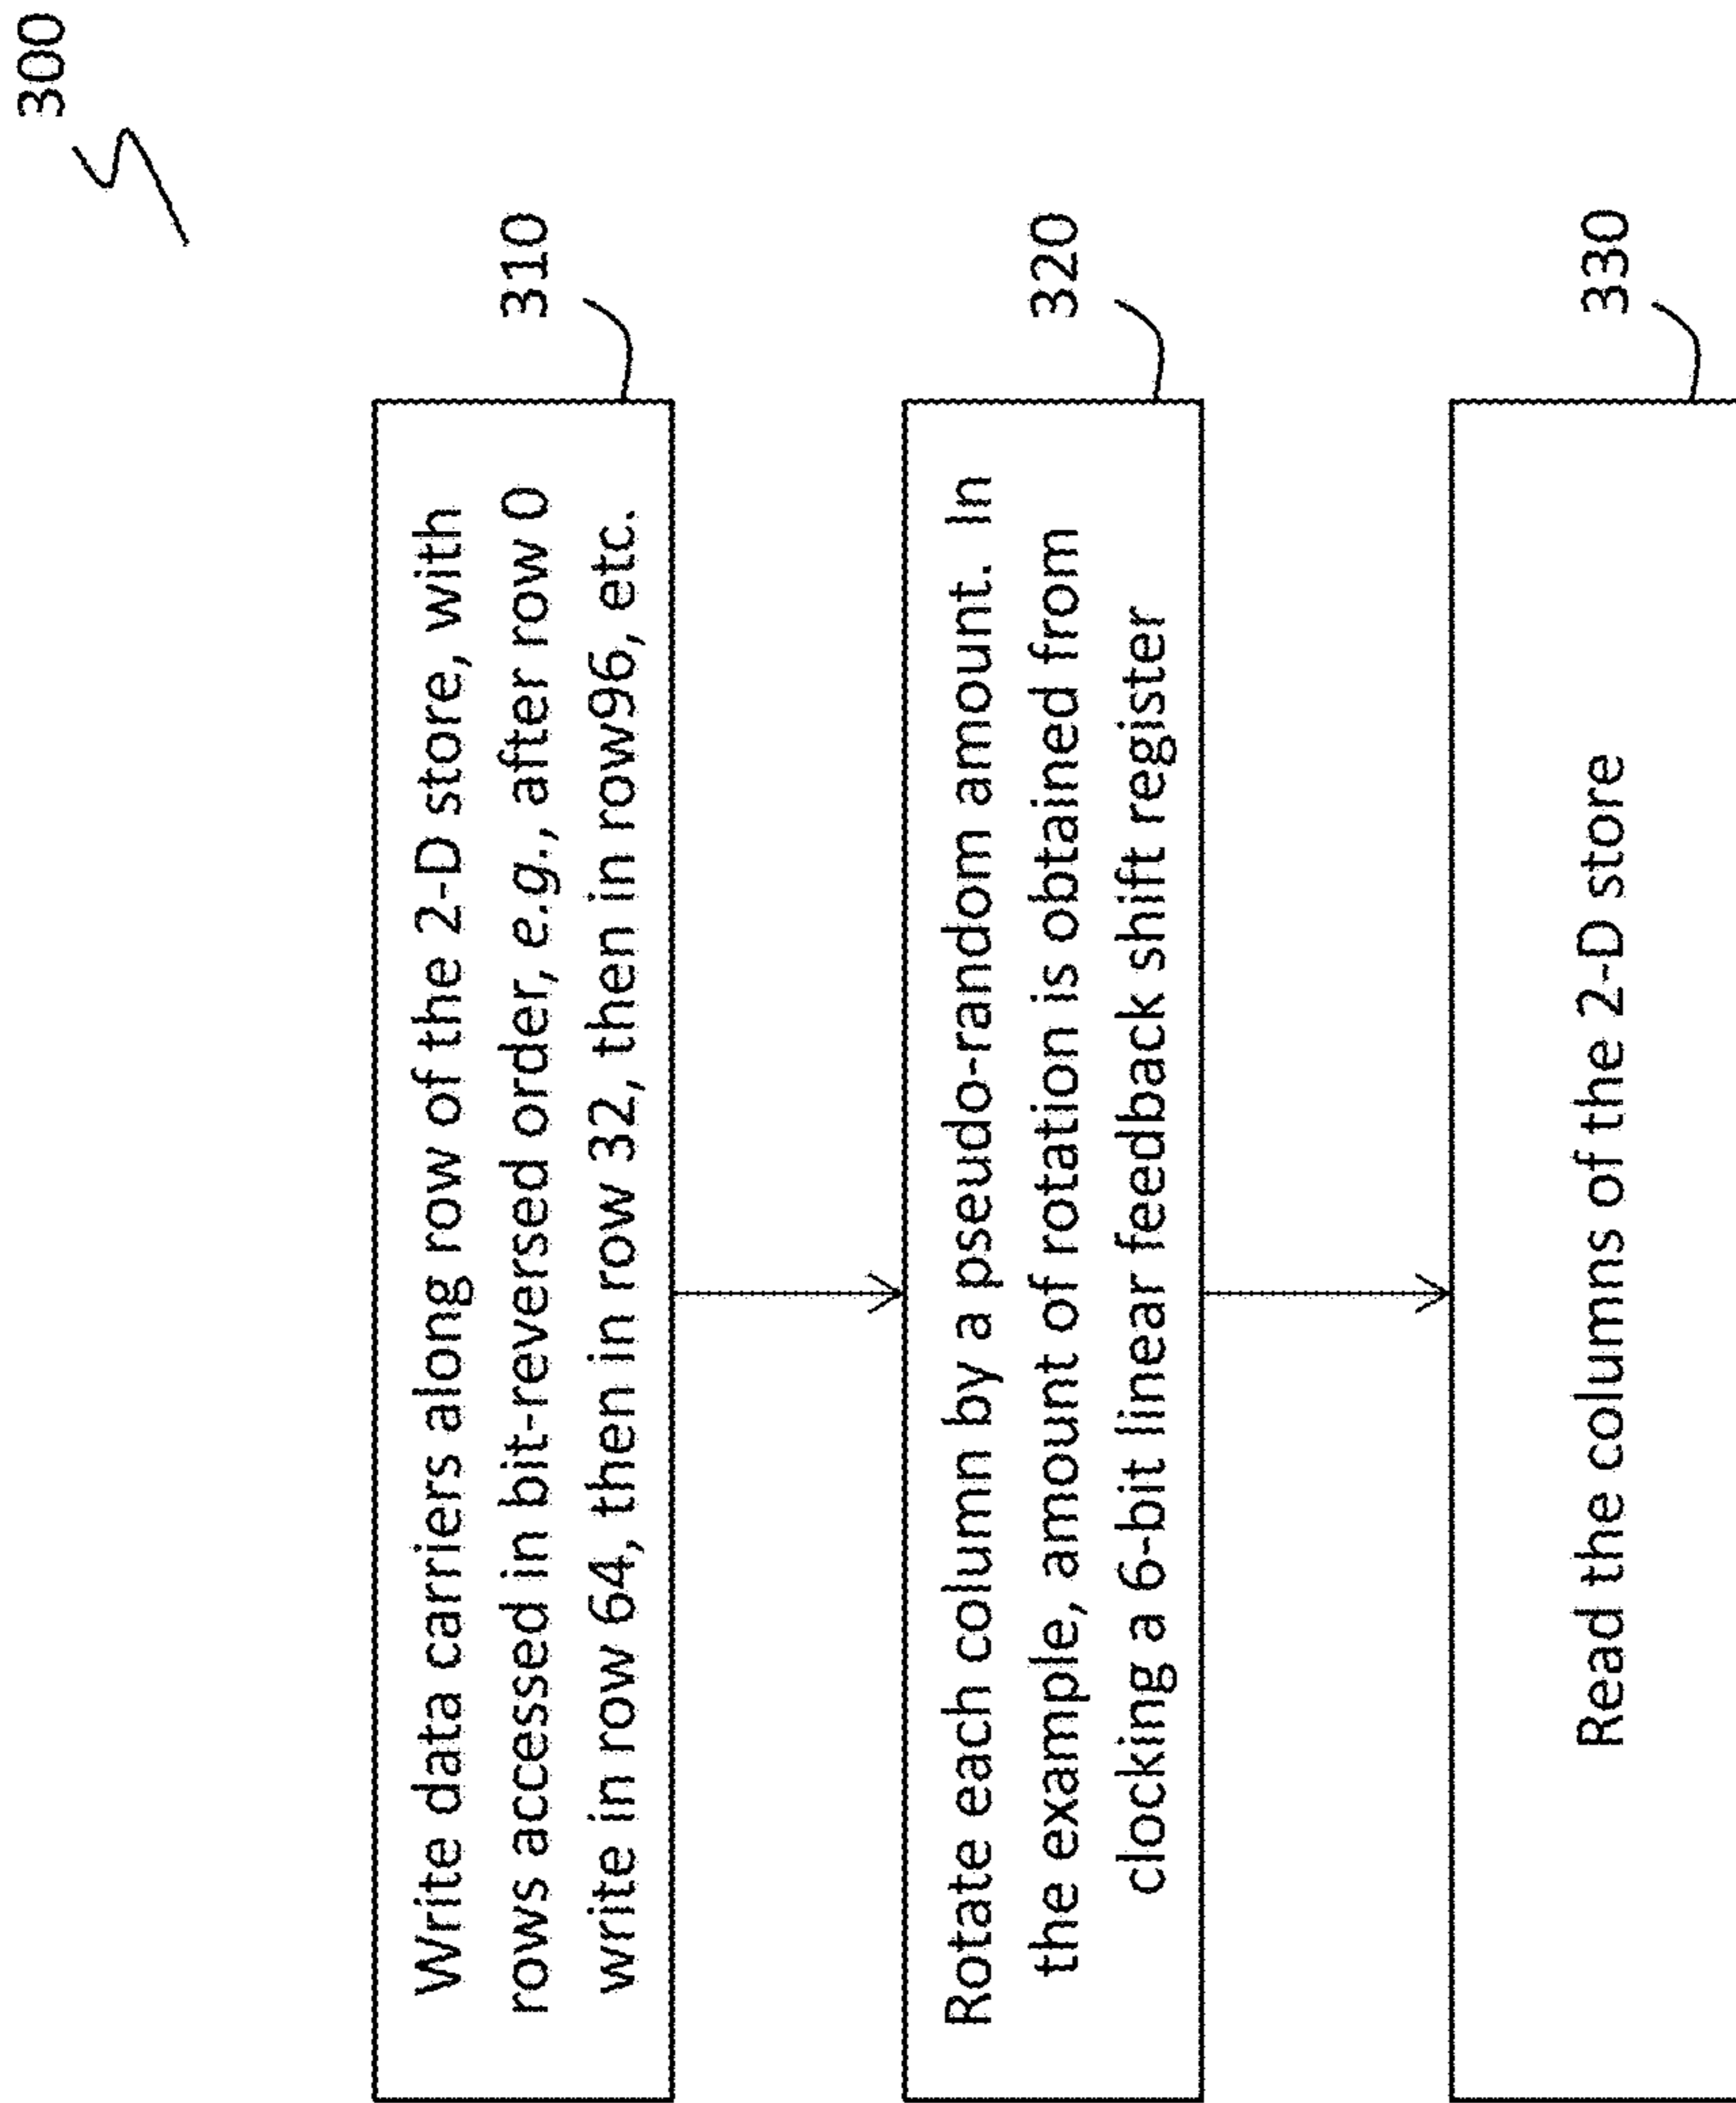 300
Write data carriers along row of the 2-D store, with
rows accessed in bit-reversed order, e.g., after row 0
write in row 64, then in row 32, then in row96, etc.
310
Rotate each column by a pseudo-random amount. In
the example, amount of rotation is obtained from
clocking a 6-bit linear feedback shift register
320
Read the columns of the 2-D store
330